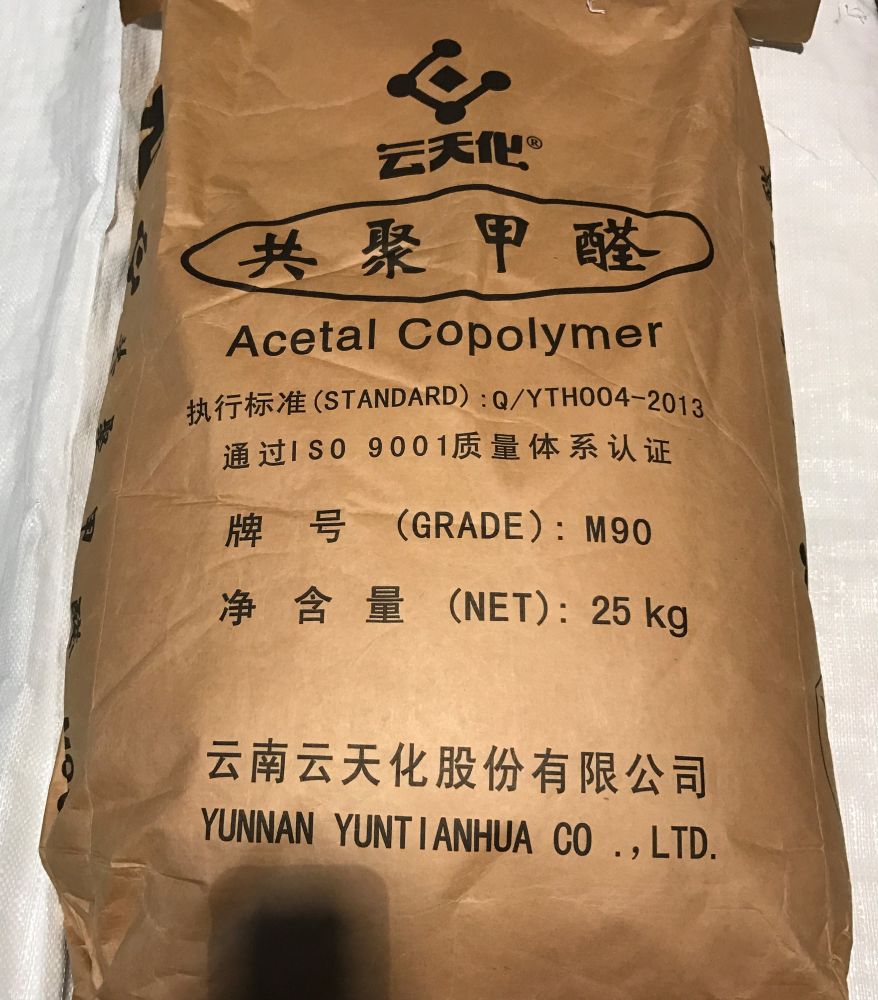 云天化®
共聚甲醛
Acetal Copolymer
执行标准(STANDARD):Q/YTH004-2013
通过ISO 9001质量体系认证
牌 号 (GRADE): M90
净 含 量 (NET): 25 kg
云南云天化股份有限公司
YUNNAN YUNTIANHUA CO .,LTD.